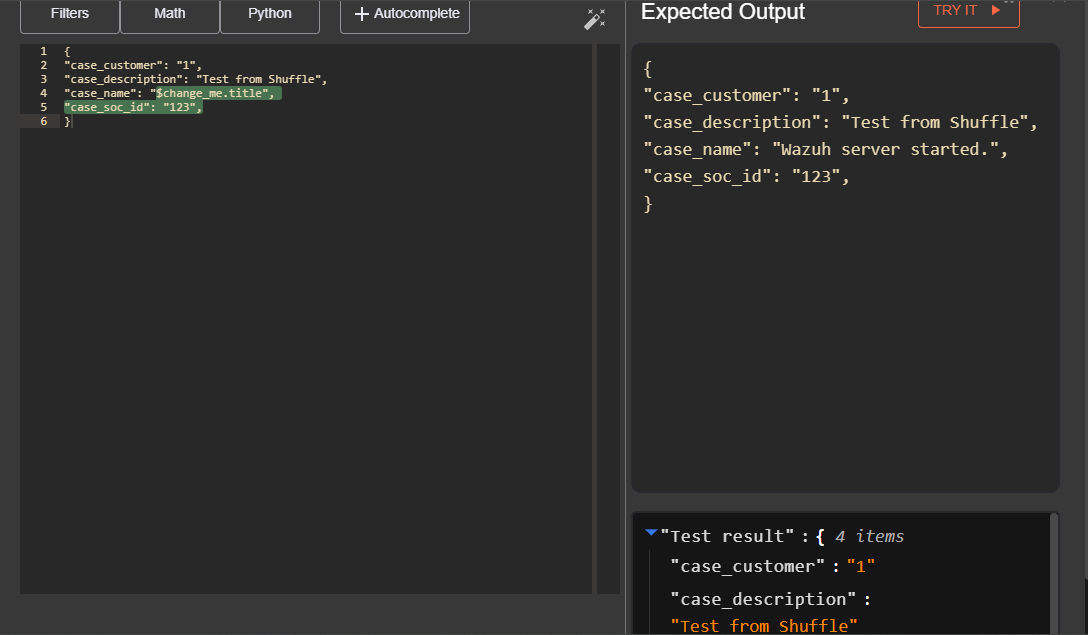 Filters
Math
Python
+ Autocomplete
1 {
2 "case_customer": "1",
3 "case_description": "Test from Shuffle",
4 "case_name": "$change_me.title",
5 "case_soc_id": "123",
6 }
Expected Output
TRY IT
{
"case_customer": "1",
"case_description": "Test from Shuffle",
"case_name": "Wazuh server started.",
"case_soc_id": "123",
}
"Test result" : { 4 items
"case_customer" : "1"
"case_description" :
"Test from Shuffle"